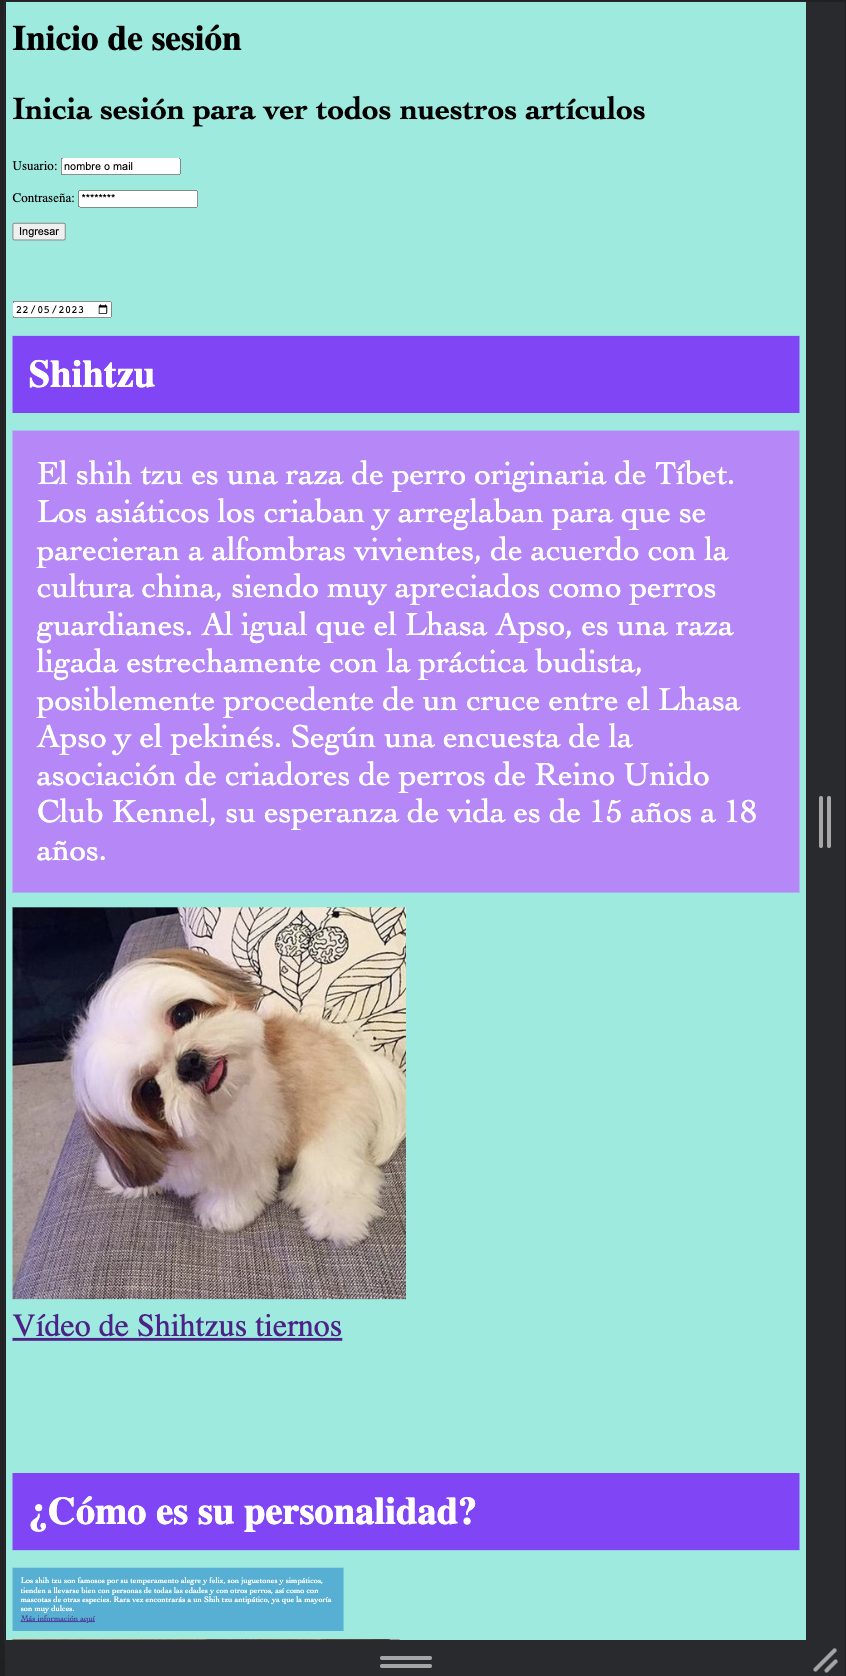 Inicio de sesión
Inicia sesión para ver todos nuestros artículos
Usuario: nombre o mail
Contraseña: ********
Ingresar
22/05/2023
Shihtzu
El shih tzu es una raza de perro originaria de Tíbet.
Los asiáticos los criaban y arreglaban para que se
parecieran a alfombras vivientes, de acuerdo con la
cultura china, siendo muy apreciados como perros
guardianes. Al igual que el Lhasa Apso, es una raza
ligada estrechamente con la práctica budista,
posiblemente procedente de un cruce entre el Lhasa
Apso y el pekinés. Según una encuesta de la
asociación de criadores de perros de Reino Unido
Club Kennel, su esperanza de vida es de 15 años a 18
años.
Vídeo de Shihtzus tiernos
¿Cómo es su personalidad?
Los shih tzu son famosos por su temperamento alegre y feliz, son juguetones y simpáticos,
tienden a llevarse bien con personas de todas las edades y con otros perros, así como con
mascotas de otras especies. Rara vez encontrarás a un Shih tzu antipático, ya que la mayoría
son muy dulces.
Más información aquí